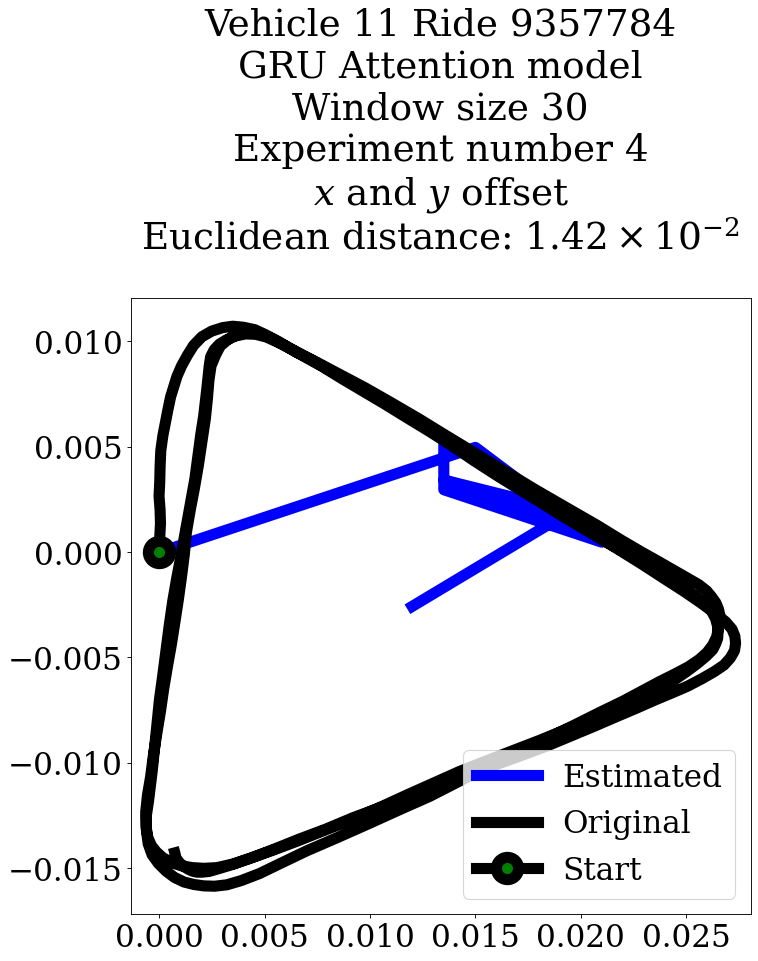 Vehicle 11 Ride 9357784
GRU Attention model
Window size 30
Experiment number 4
x and y offset
Euclidean distance: 1.42 × 10⁻²
0.010
0.005
0.000
−0.005
−0.010
−0.015
Estimated
Original
Start
0.000 0.005 0.010 0.015 0.020 0.025